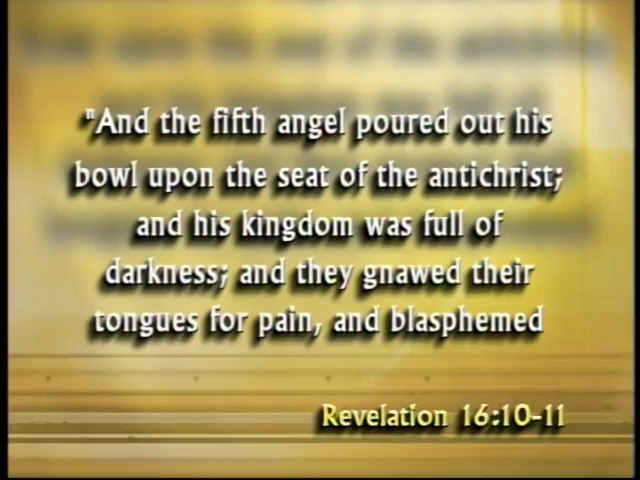 "And the fifth angel poured out his
bowl upon the seat of the antichrist;
and his kingdom was full of
darkness; and they gnawed their
tongues for pain, and blasphemed
Revelation 16:10-11